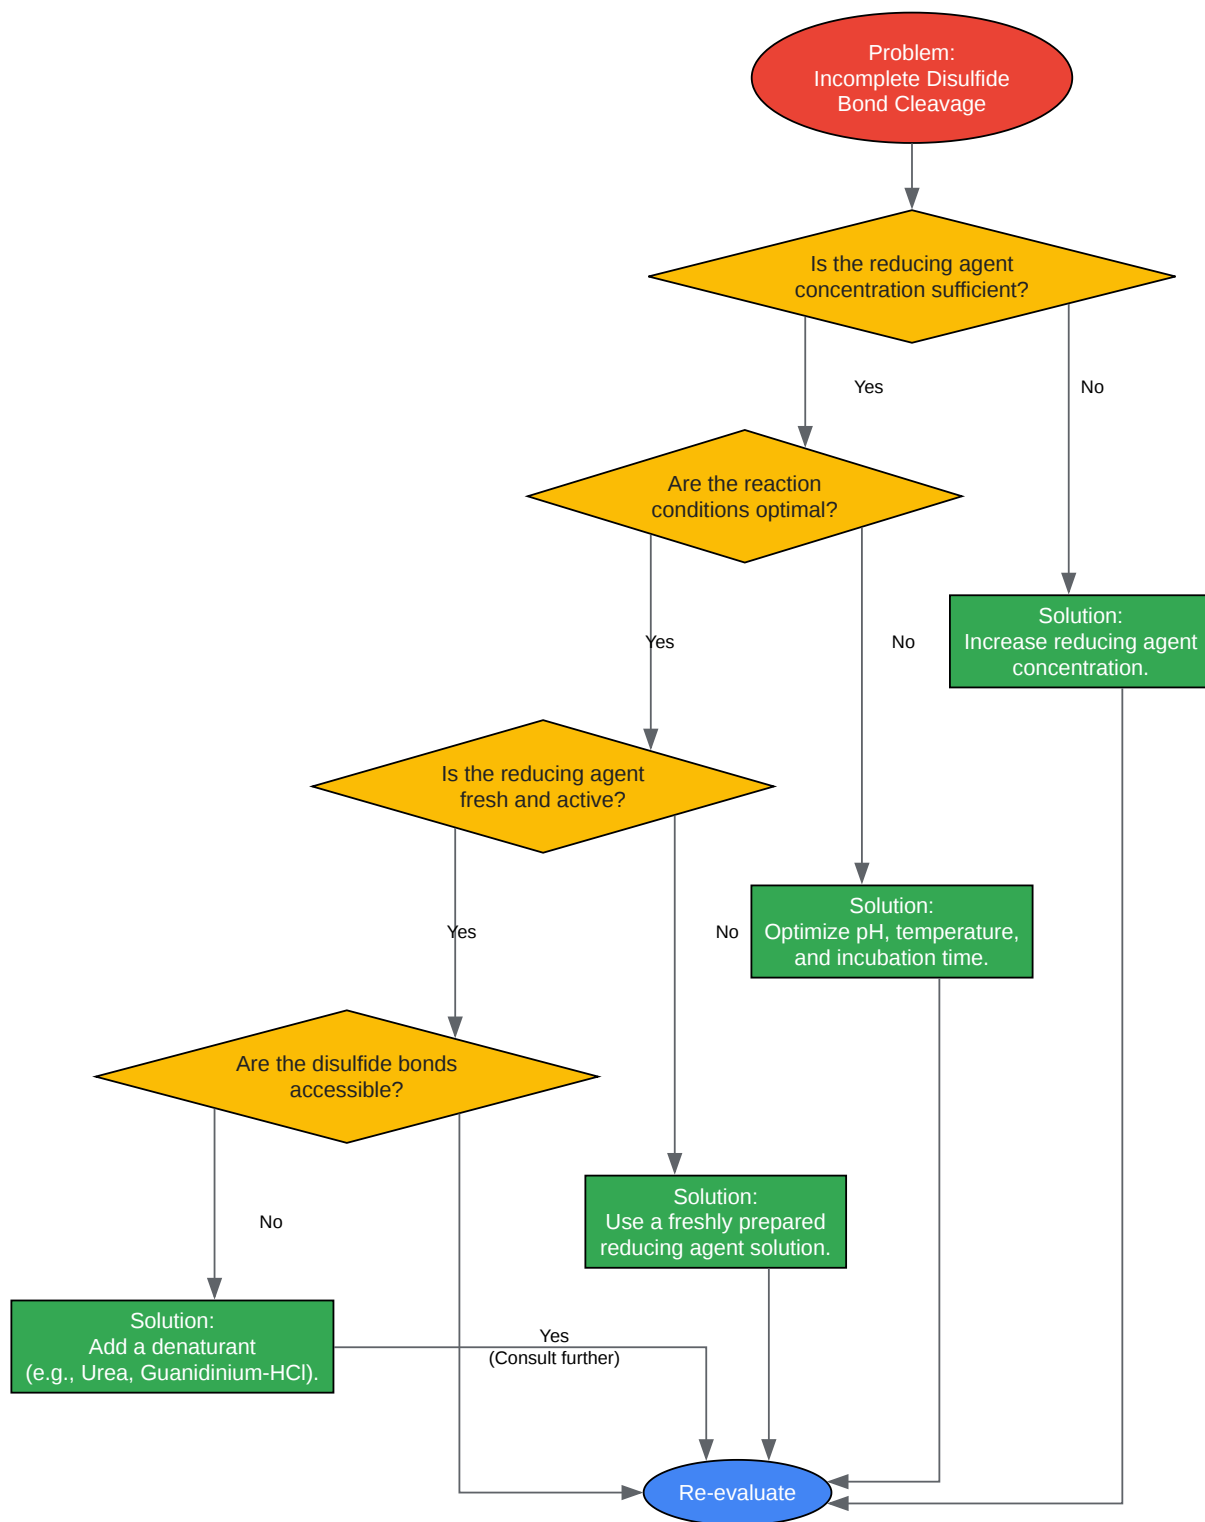 Problem:
Incomplete Disulfide
Bond Cleavage
Is the reducing agent
concentration sufficient?
Yes
No
Are the reaction
conditions optimal?
Solution:
Increase reducing agent
concentration.
Yes
No
Is the reducing agent
fresh and active?
Solution:
Optimize pH, temperature,
and incubation time.
Yes
No
Are the disulfide bonds
accessible?
Solution:
Use a freshly prepared
reducing agent solution.
No
Solution:
Add a denaturant
(e.g., Urea, Guanidinium-HCl).
Yes
(Consult further)
Re-evaluate